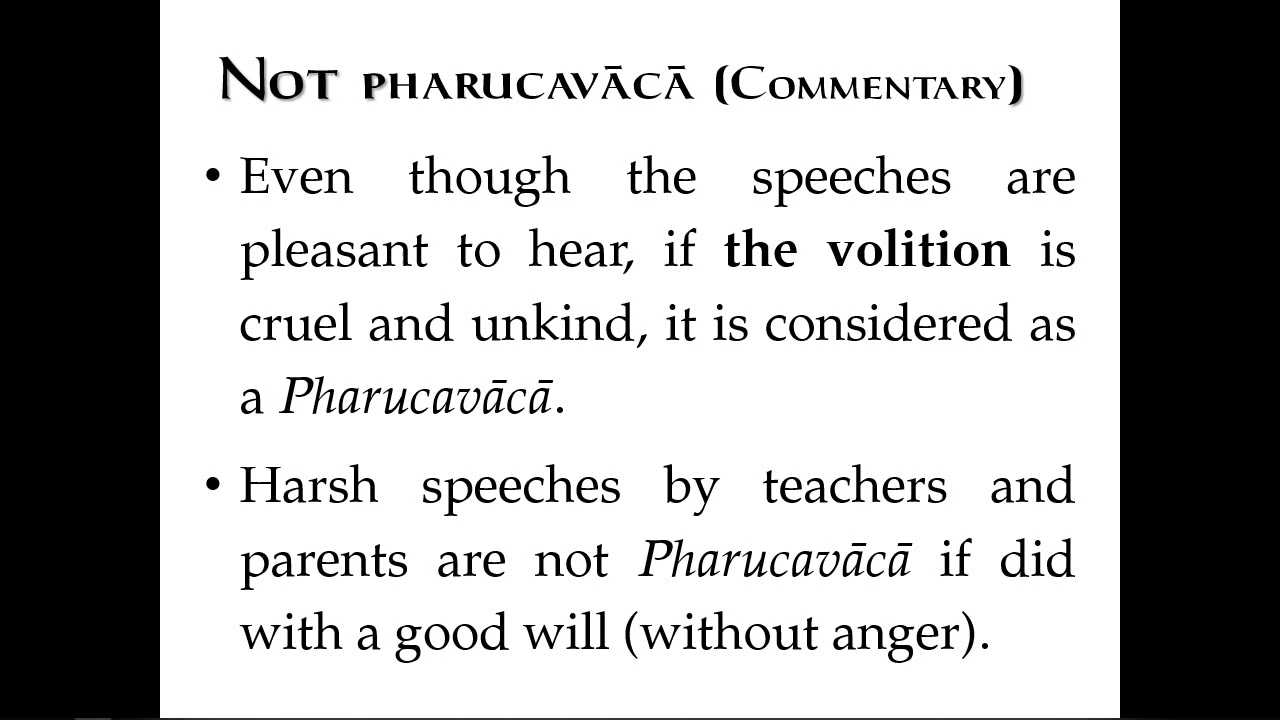 Not pharucavācā (Commentary)
• Even though the speeches are
pleasant to hear, if the volition is
cruel and unkind, it is considered as
a Pharucavācā.
• Harsh speeches by teachers and
parents are not Pharucavācā if did
with a good will (without anger).